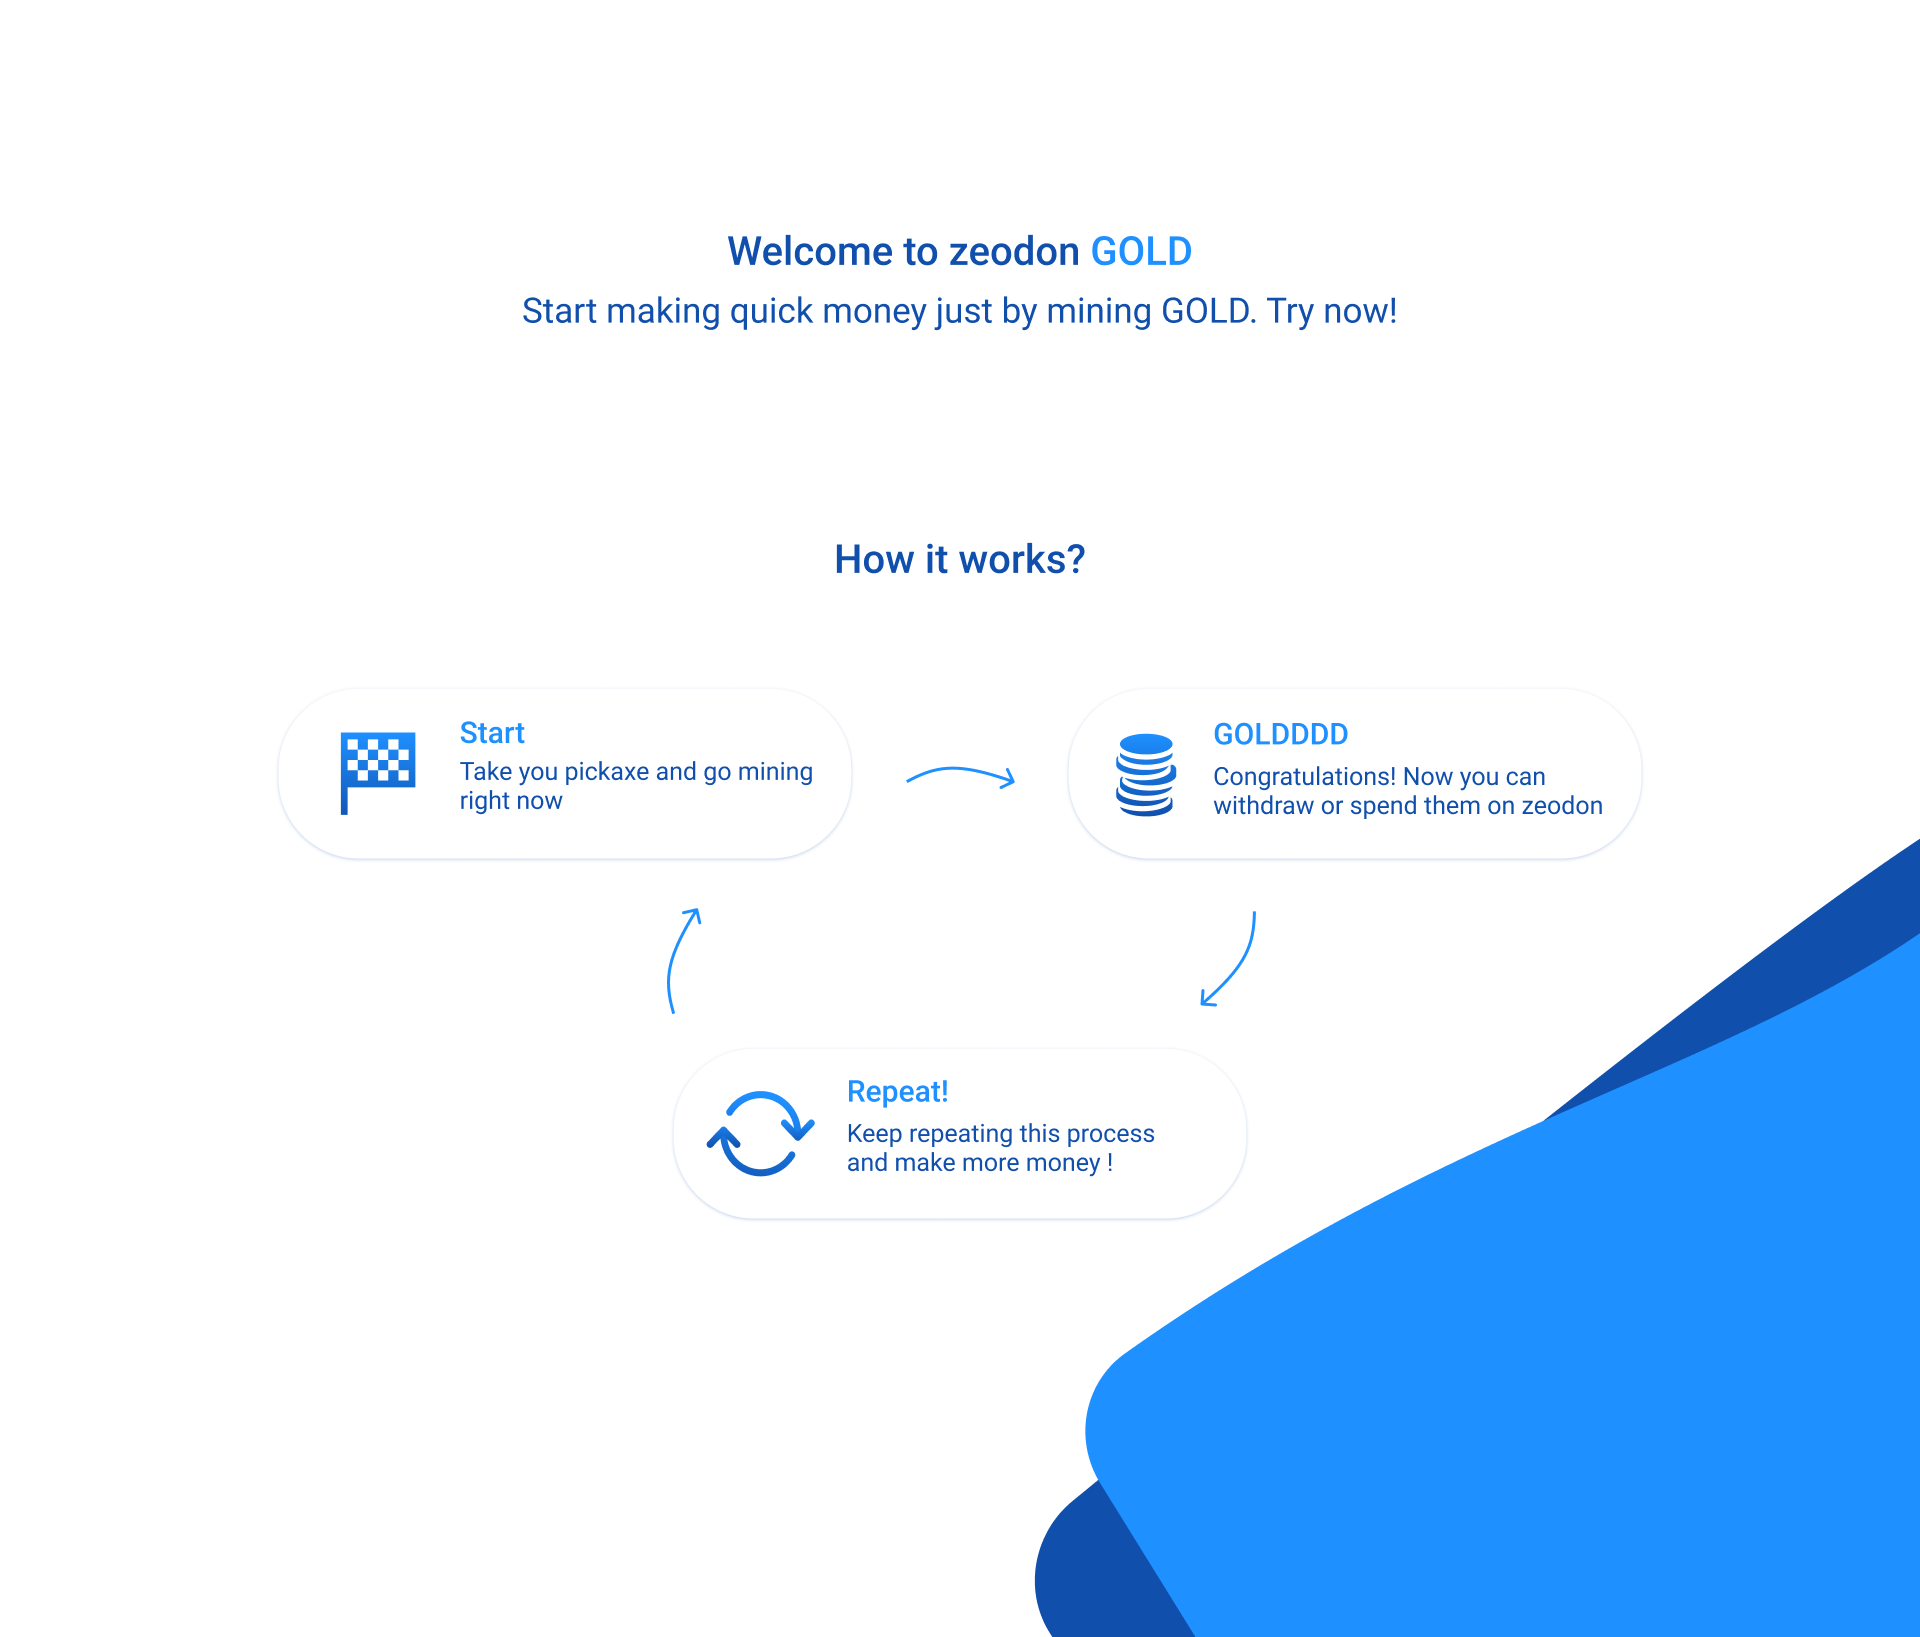 Welcome to zeodon GOLD
Start making quick money just by mining GOLD. Try now!
How it works?
Start
Take you pickaxe and go mining
right now
GOLDDDD
Congratulations! Now you can
withdraw or spend them on zeodon
Repeat!
Keep repeating this process
and make more money !